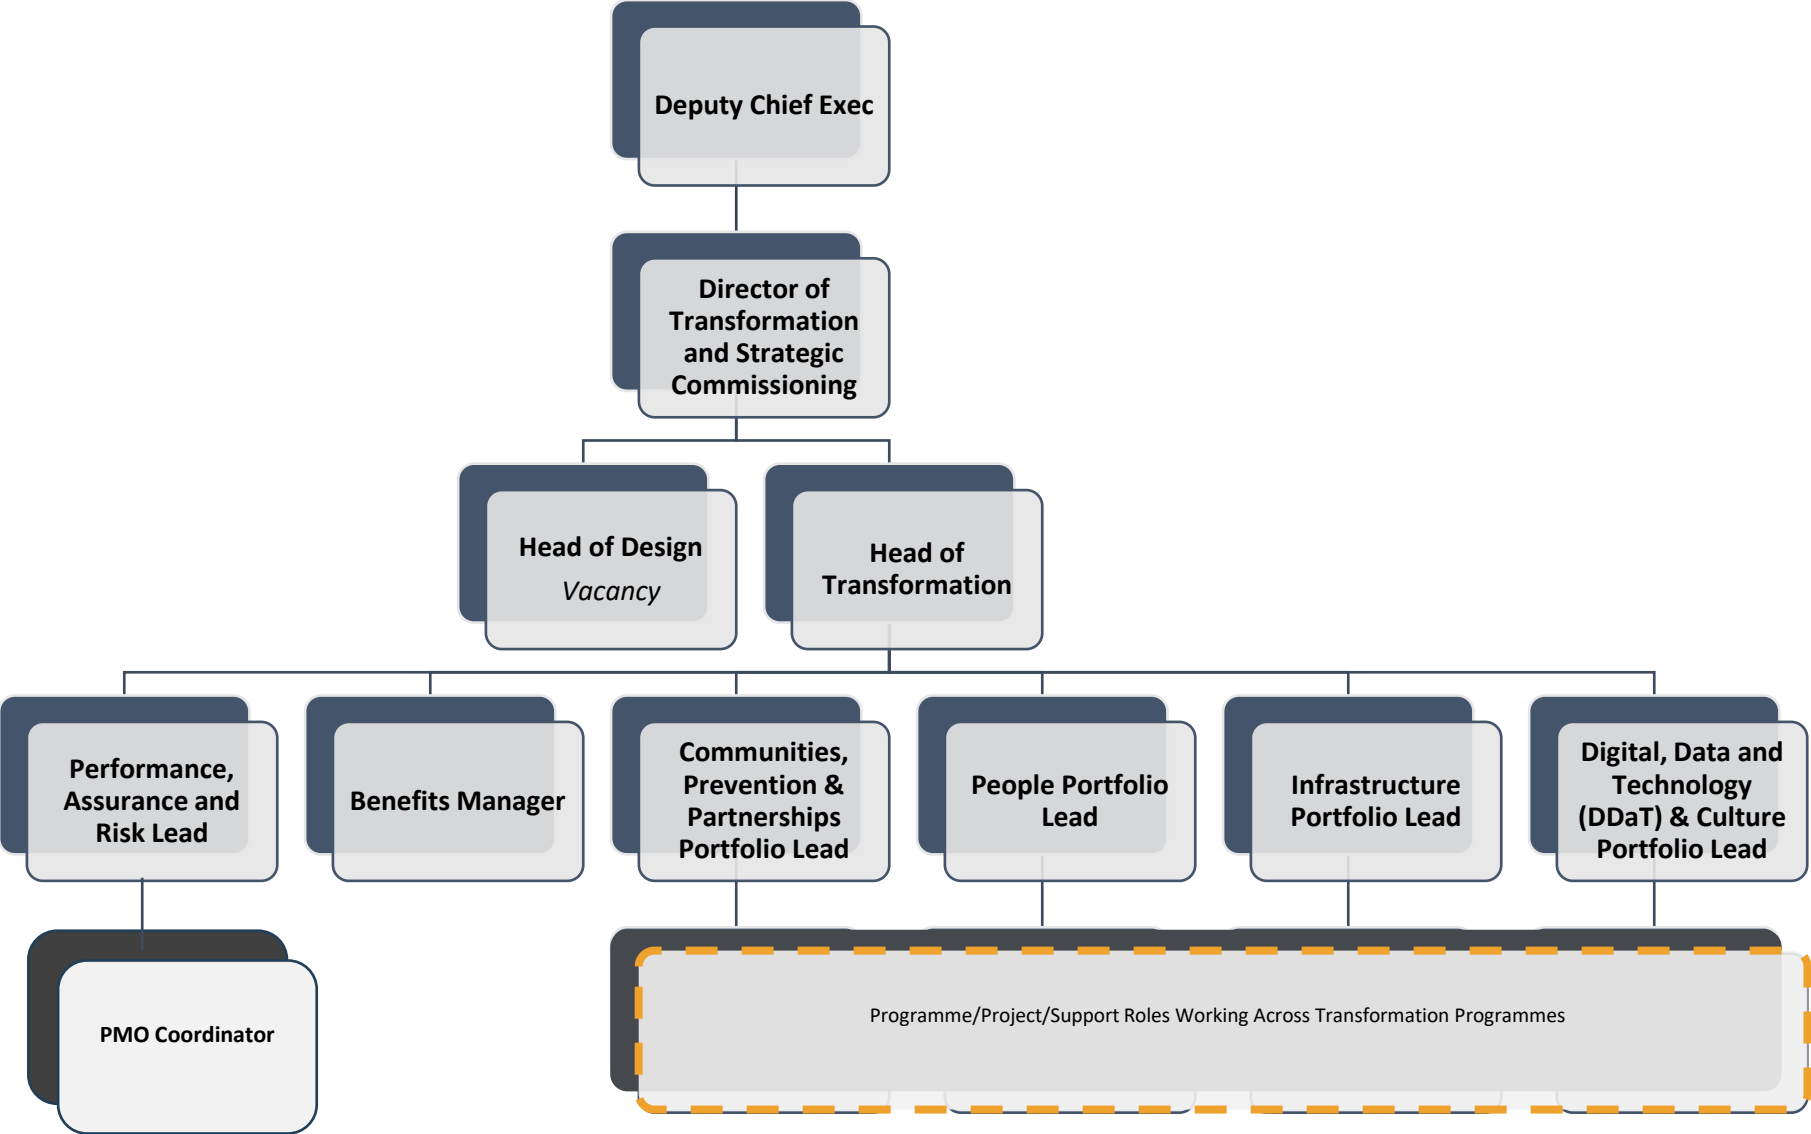 Deputy Chief Exec
Director of
Transformation
and Strategic
Commissioning
Head of Design
Vacancy
Head of
Transformation
Performance,
Assurance and
Risk Lead
Benefits Manager
Communities,
Prevention &
Partnerships
Portfolio Lead
People Portfolio
Lead
Infrastructure
Portfolio Lead
Digital, Data and
Technology
(DDaT) & Culture
Portfolio Lead
PMO Coordinator
Programme/Project/Support Roles Working Across Transformation Programmes